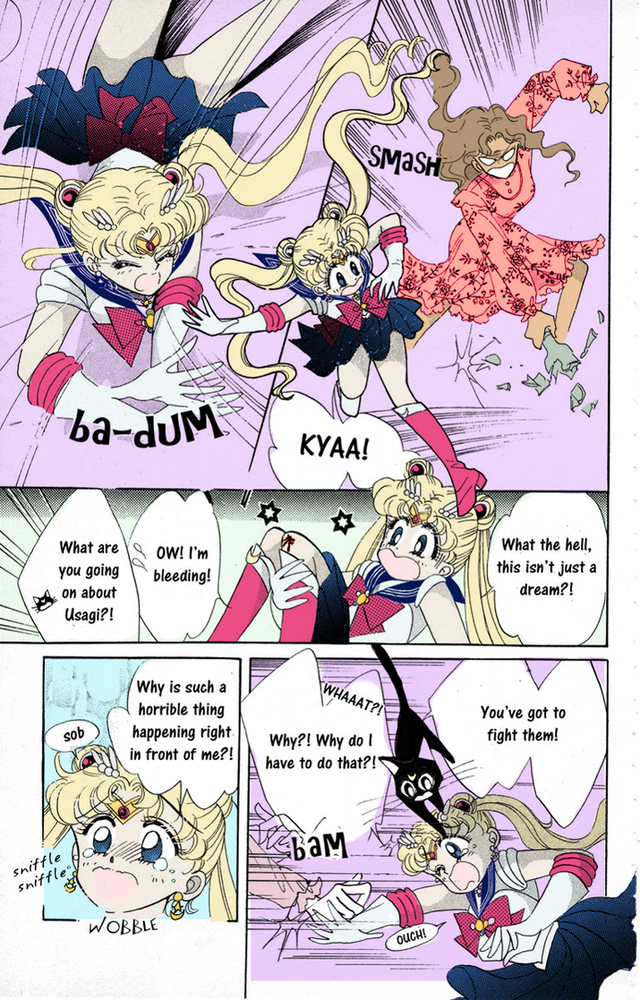 SMASH
ba-dUM
KYAA!
What the hell,
this isn't just a
dream?!
OW! I'm
bleeding!
What are
you going
on about
Usagi?!
You've got to
fight them!
WHAAAT?!
Why?! Why do I
have to do that?!
bam
OUCH!
Why is such a
horrible thing
happening right
in front of me?!
sob
sniffle
sniffle
WOBBLE